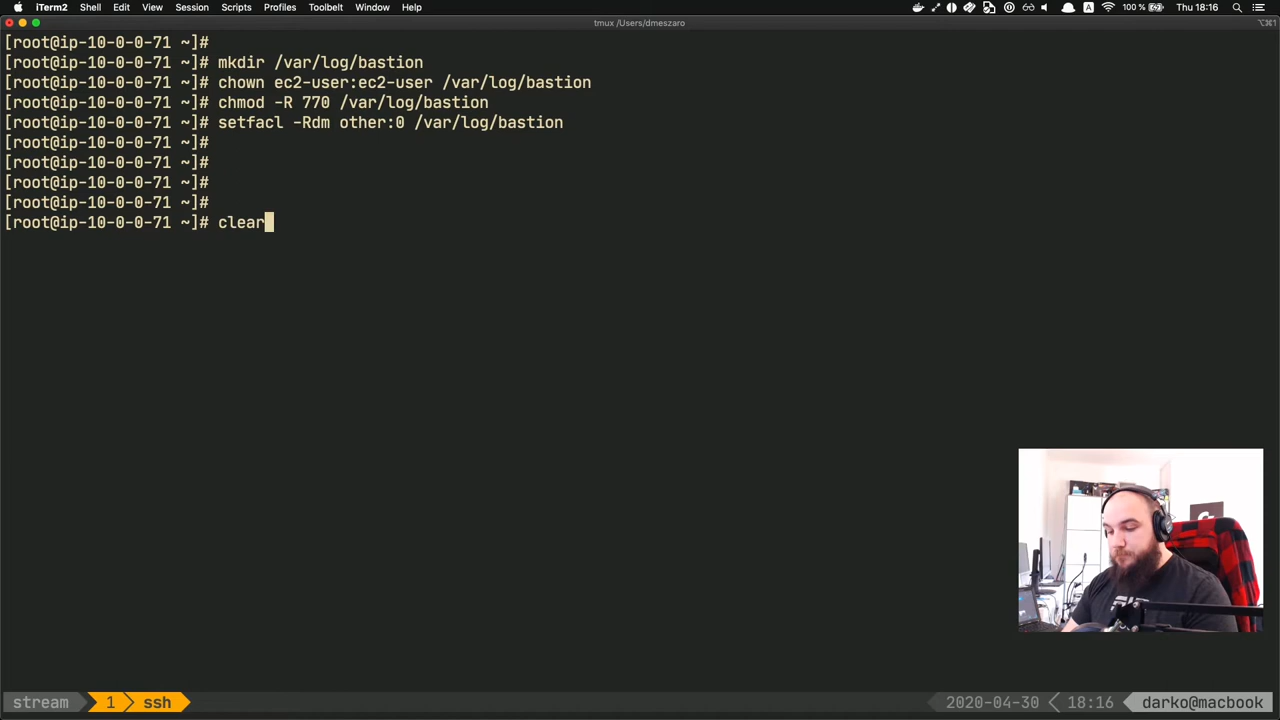 iTerm2 Shell Edit View Session Scripts Profiles Toolbelt Window Help 100 % Thu 18:16
tmux /Users/dmeszaro ⌥⌘1
[root@ip-10-0-0-71 ~]#
[root@ip-10-0-0-71 ~]# mkdir /var/log/bastion
[root@ip-10-0-0-71 ~]# chown ec2-user:ec2-user /var/log/bastion
[root@ip-10-0-0-71 ~]# chmod -R 770 /var/log/bastion
[root@ip-10-0-0-71 ~]# setfacl -Rdm other:0 /var/log/bastion
[root@ip-10-0-0-71 ~]#
[root@ip-10-0-0-71 ~]#
[root@ip-10-0-0-71 ~]#
[root@ip-10-0-0-71 ~]#
[root@ip-10-0-0-71 ~]# clear
stream 1 ssh 2020-04-30 18:16 darko@macbook